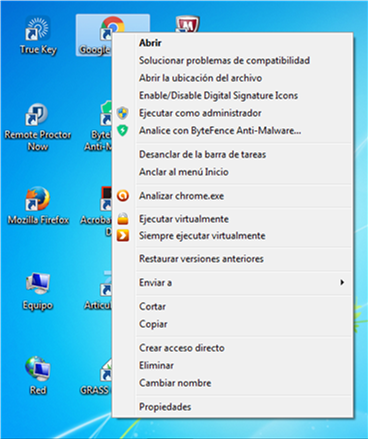 True Key
Google
Abrir
Solucionar problemas de compatibilidad
Abrir la ubicación del archivo
Enable/Disable Digital Signature Icons
Ejecutar como administrador
Analice con ByteFence Anti-Malware...
Desanclar de la barra de tareas
Anclar al menú Inicio
Analizar chrome.exe
Ejecutar virtualmente
Siempre ejecutar virtualmente
Restaurar versiones anteriores
Enviar a
Cortar
Copiar
Crear acceso directo
Eliminar
Cambiar nombre
Propiedades
Remote Proctor
Now
Byte
Anti-M
Mozilla Firefox
Acroba
D
Equipo
Articul
Red
GRASS